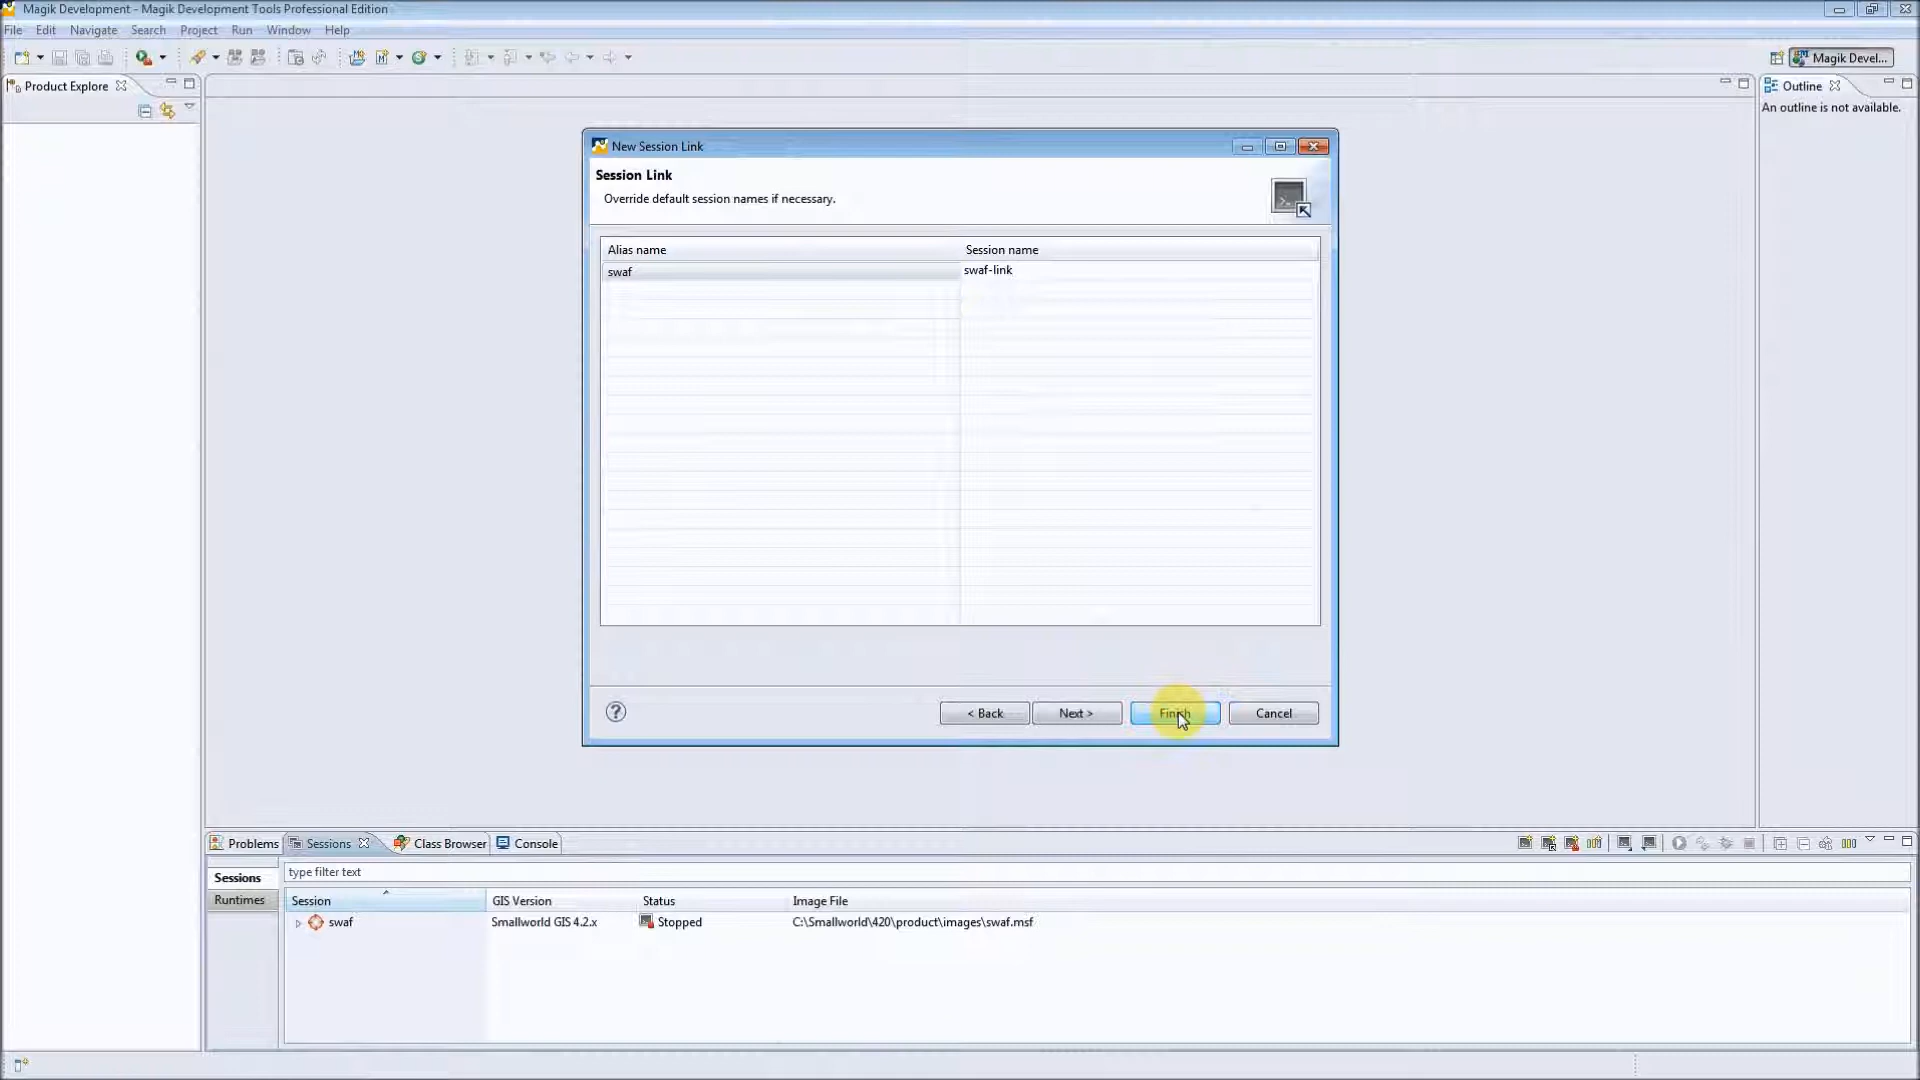 Magik Development - Magik Development Tools Professional Edition
File Edit Navigate Search Project Run Window Help
Magik Devel...
Product Explore
Outline
An outline is not available.
New Session Link
Session Link
Override default session names if necessary.
Alias name Session name
swaf swaf-link
? < Back Next > Finish Cancel
Problems Sessions Class Browser Console
Sessions
Runtimes
type filter text
Session GIS Version Status Image File
swaf Smallworld GIS 4.2.x Stopped C:\Smallworld\420\product\images\swaf.msf